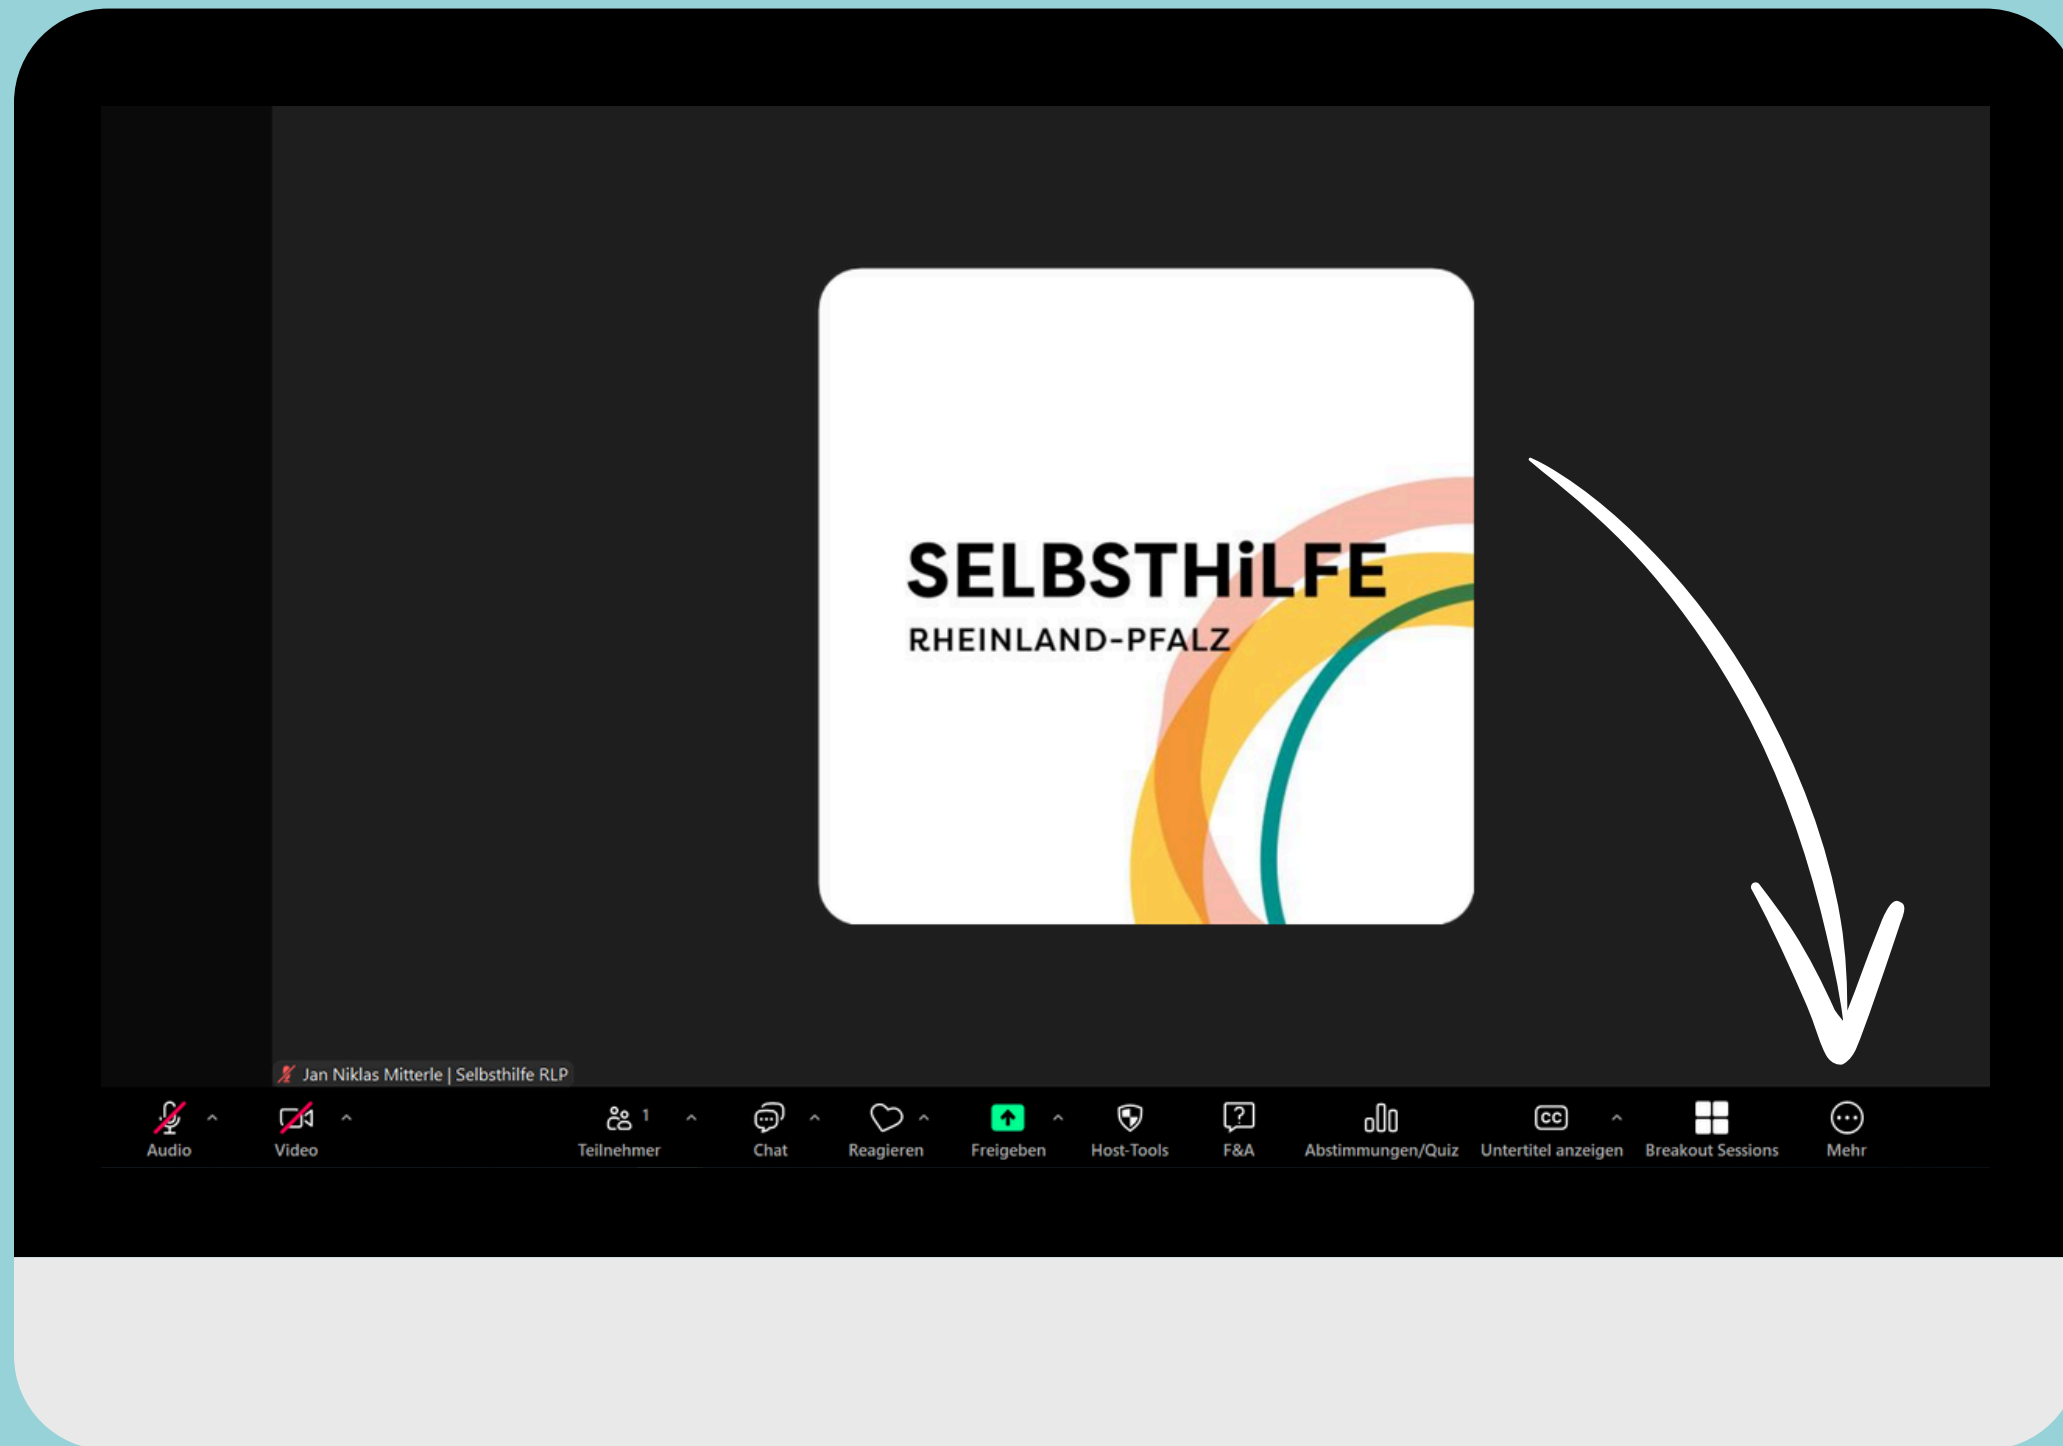 SELBSTHiLFE
RHEINLAND-PFALZ
Jan Niklas Mitterle | Selbsthilfe RLP
1
CC
Audio
Video
Teilnehmer
Chat
Reagieren
Freigeben
Host-Tools
F&A
Abstimmungen/Quiz
Untertitel anzeigen
Breakout Sessions
Mehr